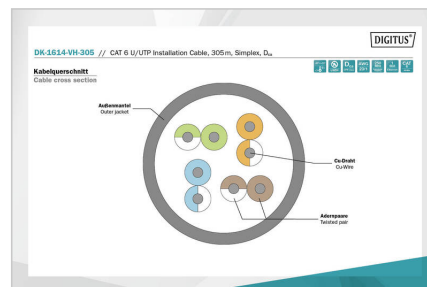 DIGITUS®
DK-1614-VH-305 // CAT 6 U/UTP Installation Cable, 305 m, Simplex, Dca
Kabelquerschnitt
Cable cross section
Außenmantel
Outer jacket
Cu-Draht
Cu-Wire
Aderspaare
Twisted pair